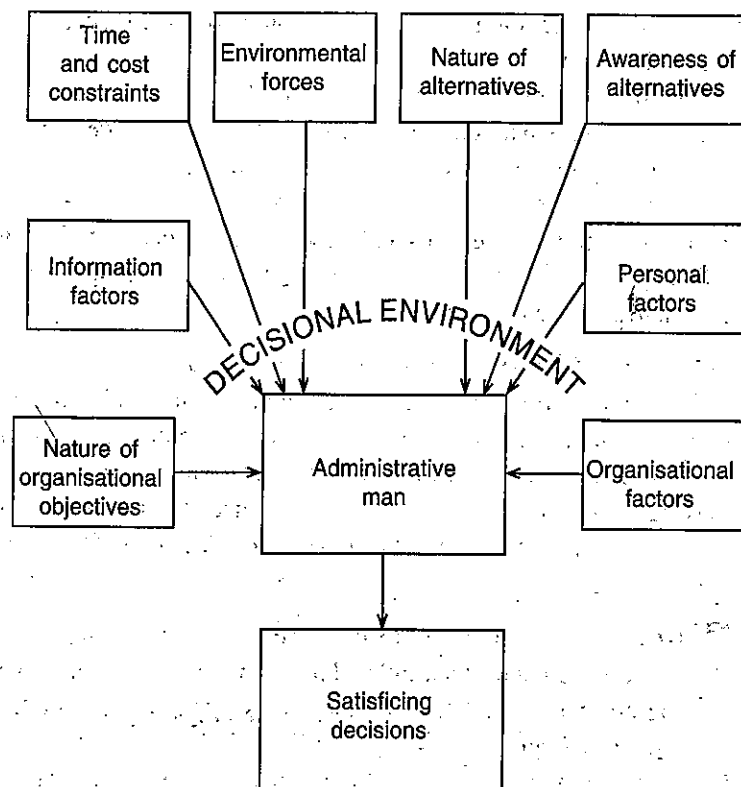 Time
and cost
constraints
Environmental
forces
Nature of
alternatives
Awareness of
alternatives
Information
factors
Personal
factors
DECISIONAL ENVIRONMENT
Nature of
organisational
objectives
Administrative
man
Organisational
factors
Satisficing
decisions